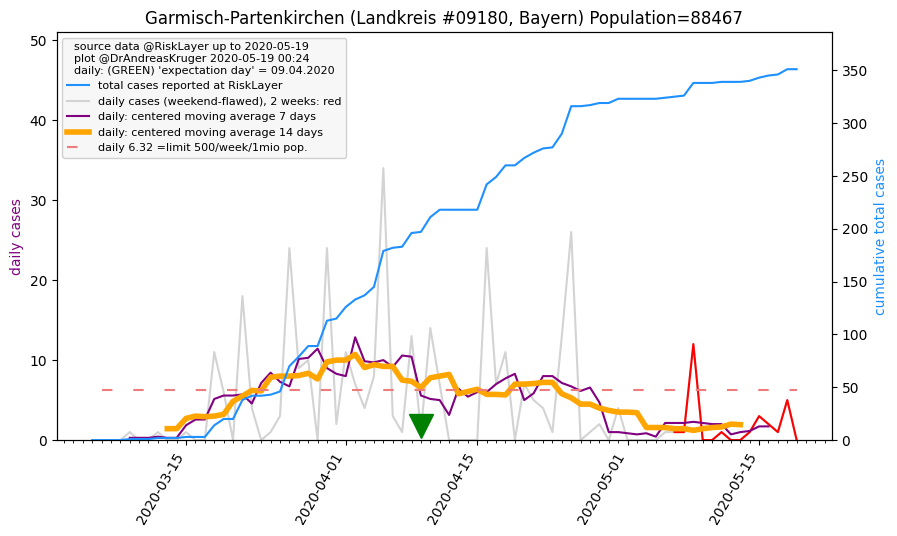 Garmisch-Partenkirchen (Landkreis #09180, Bayern) Population=88467
source data @RiskLayer up to 2020-05-19
plot @DrAndreasKruger 2020-05-19 00:24
daily: (GREEN) 'expectation day' = 09.04.2020
total cases reported at RiskLayer
daily cases (weekend-flawed), 2 weeks: red
daily: centered moving average 7 days
daily: centered moving average 14 days
daily 6.32 =limit 500/week/1mio pop.
daily cases
50
40
30
20
10
0
cumulative total cases
350
300
250
200
150
100
50
0
2020-03-15
2020-04-01
2020-04-15
2020-05-01
2020-05-15